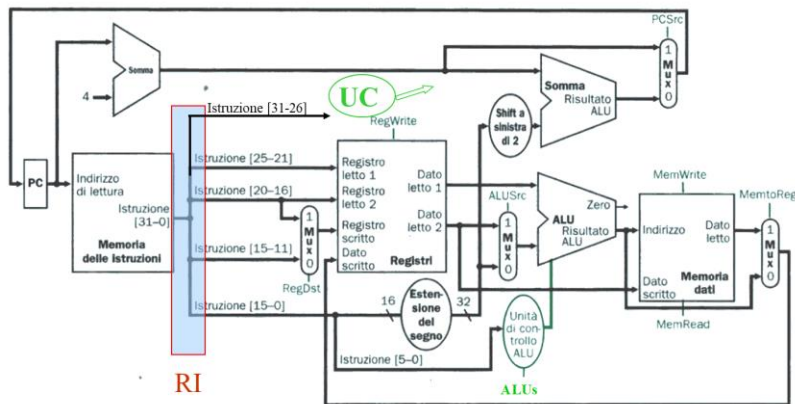 PCSrc
1
Mux
0
Somma
4
UC
Somma
Risultato
ALU
Istruzione [31-26]
Shift a
sinistra
di 2
RegWrite
PC
Indirizzo
di lettura
Istruzione
[31–0]
Memoria
delle istruzioni
Istruzione [25–21]
Istruzione [20–16]
Istruzione [15–11]
Istruzione [15–0]
1
Mux
0
RegDst
Registro
letto 1
Registro
letto 2
Registro
scritto
Dato
scritto
Dato
letto 1
Dato
letto 2
Registri
ALUSrc
1
Mux
0
Zero
ALU
Risultato
ALU
MemWrite
Indirizzo
Dato
letto
Dato
scritto
Memoria
dati
MemRead
MemtoReg
1
Mux
0
16
Estensione
del
segno
32
Istruzione [5–0]
Unità
di con-
trollo
ALU
RI
ALUs